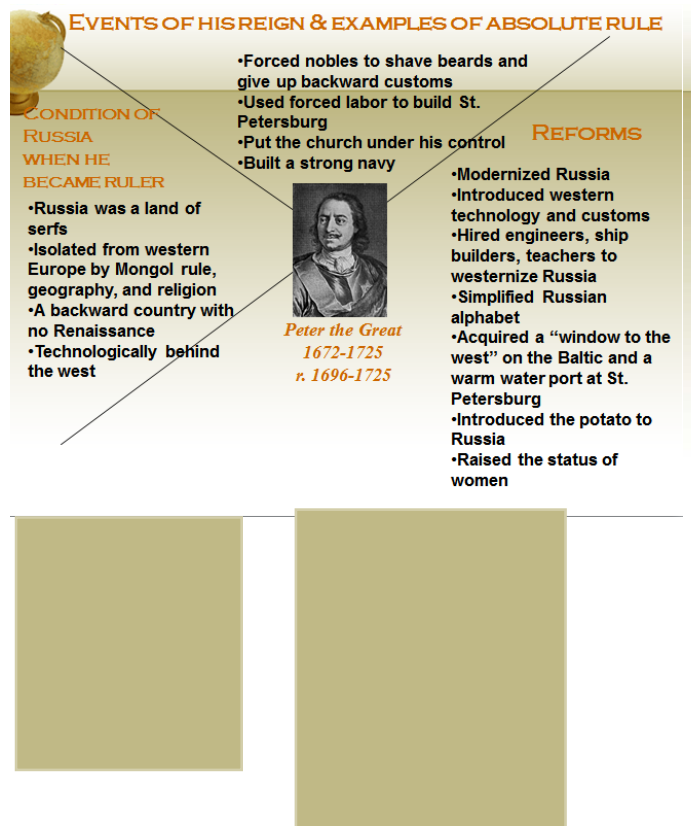 EVENTS OF HIS REIGN & EXAMPLES OF ABSOLUTE RULE
•Forced nobles to shave beards and
give up backward customs
•Used forced labor to build St.
Petersburg
•Put the church under his control
•Built a strong navy
CONDITION OF
RUSSIA
WHEN HE
BECAME RULER
•Russia was a land of
serfs
•Isolated from western
Europe by Mongol rule,
geography, and religion
•A backward country with
no Renaissance
•Technologically behind
the west
Peter the Great
1672-1725
r. 1696-1725
REFORMS
•Modernized Russia
•Introduced western
technology and customs
•Hired engineers, ship
builders, teachers to
westernize Russia
•Simplified Russian
alphabet
•Acquired a “window to the
west” on the Baltic and a
warm water port at St.
Petersburg
•Introduced the potato to
Russia
•Raised the status of
women